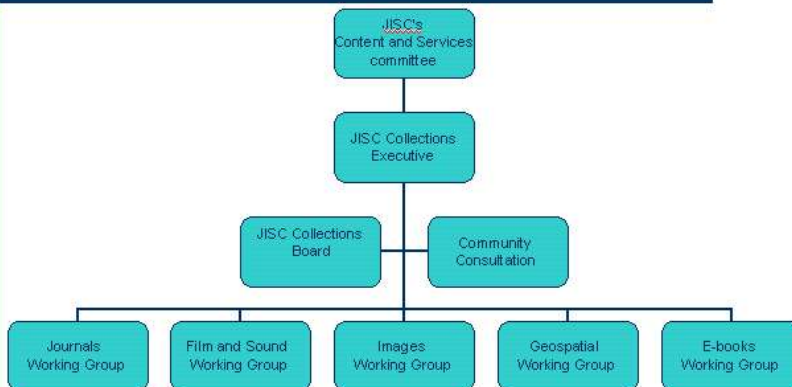 JISC's
Content and Services
committee
JISC Collections
Executive
JISC Collections
Board
Community
Consultation
Journals
Working Group
Film and Sound
Working Group
Images
Working Group
Geospatial
Working Group
E-books
Working Group